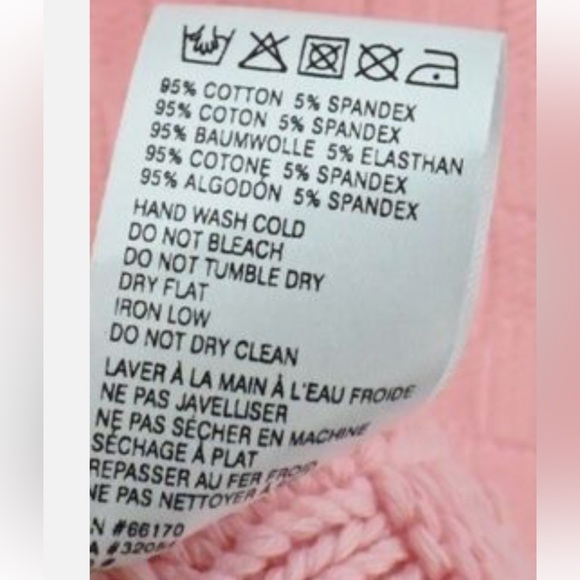 95% COTTON 5% SPANDEX
95% COTON 5% SPANDEX
95% BAUMWOLLE 5% ELASTHAN
95% COTONE 5% SPANDEX
95% ALGODÓN 5% SPANDEX
HAND WASH COLD
DO NOT BLEACH
DO NOT TUMBLE DRY
DRY FLAT
IRON LOW
DO NOT DRY CLEAN
LAVER À LA MAIN À L'EAU FROIDE
NE PAS JAVELLISER
NE PAS SÉCHER EN MACHINE
SÉCHAGE À PLAT
REPASSER AU FER FROID
NE PAS NETTOYER À
N #66170
A #3205